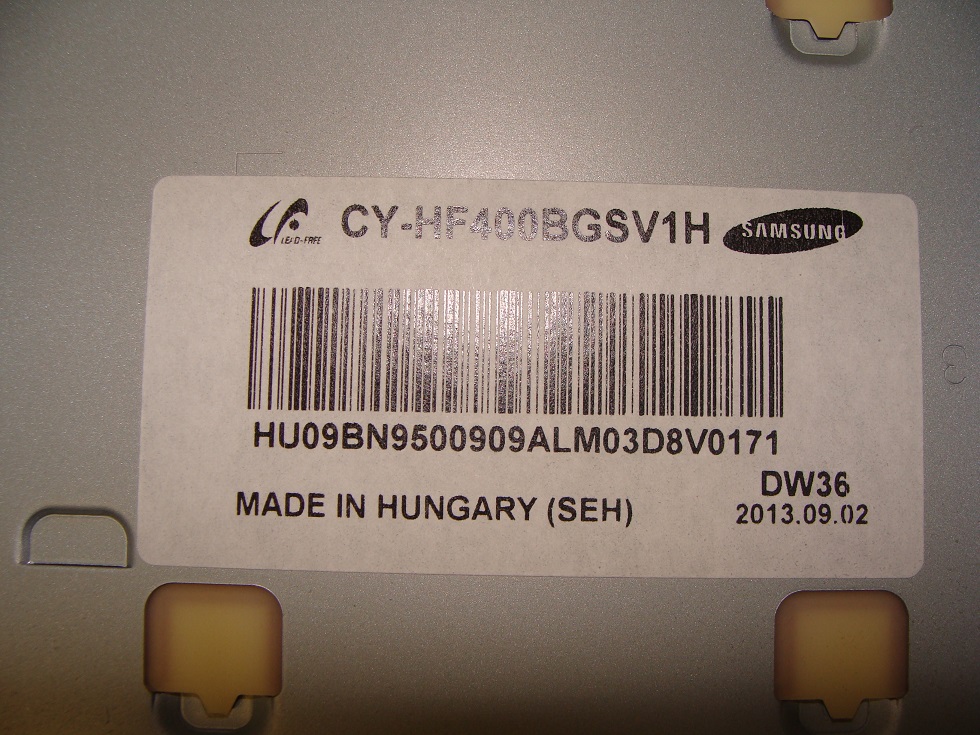 LEAD-FREE CY-HF400BGSV1H SAMSUNG
HU09BN9500909ALM03D8V0171
DW36
MADE IN HUNGARY (SEH)
2013.09.02